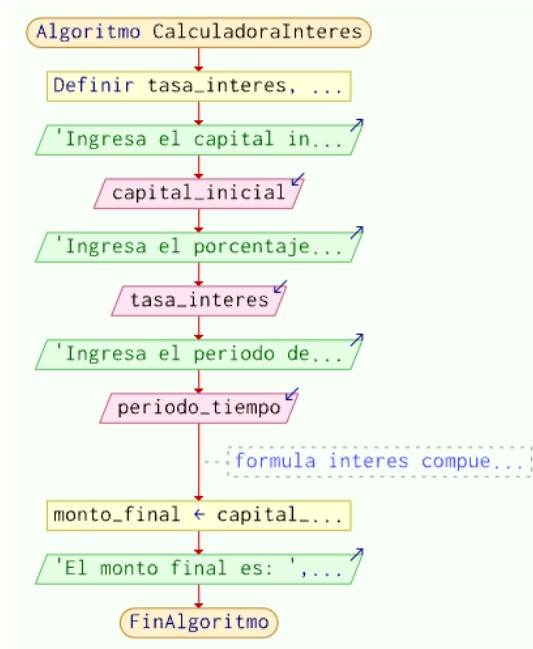 Algoritmo CalculadoraInteres
Definir tasa_interes, ...
'Ingresa el capital in...
capital_inicial
'Ingresa el porcentaje...
tasa_interes
'Ingresa el periodo de...
periodo_tiempo
formula interes compue...
monto_final ← capital_...
'El monto final es: ',...
FinAlgoritmo